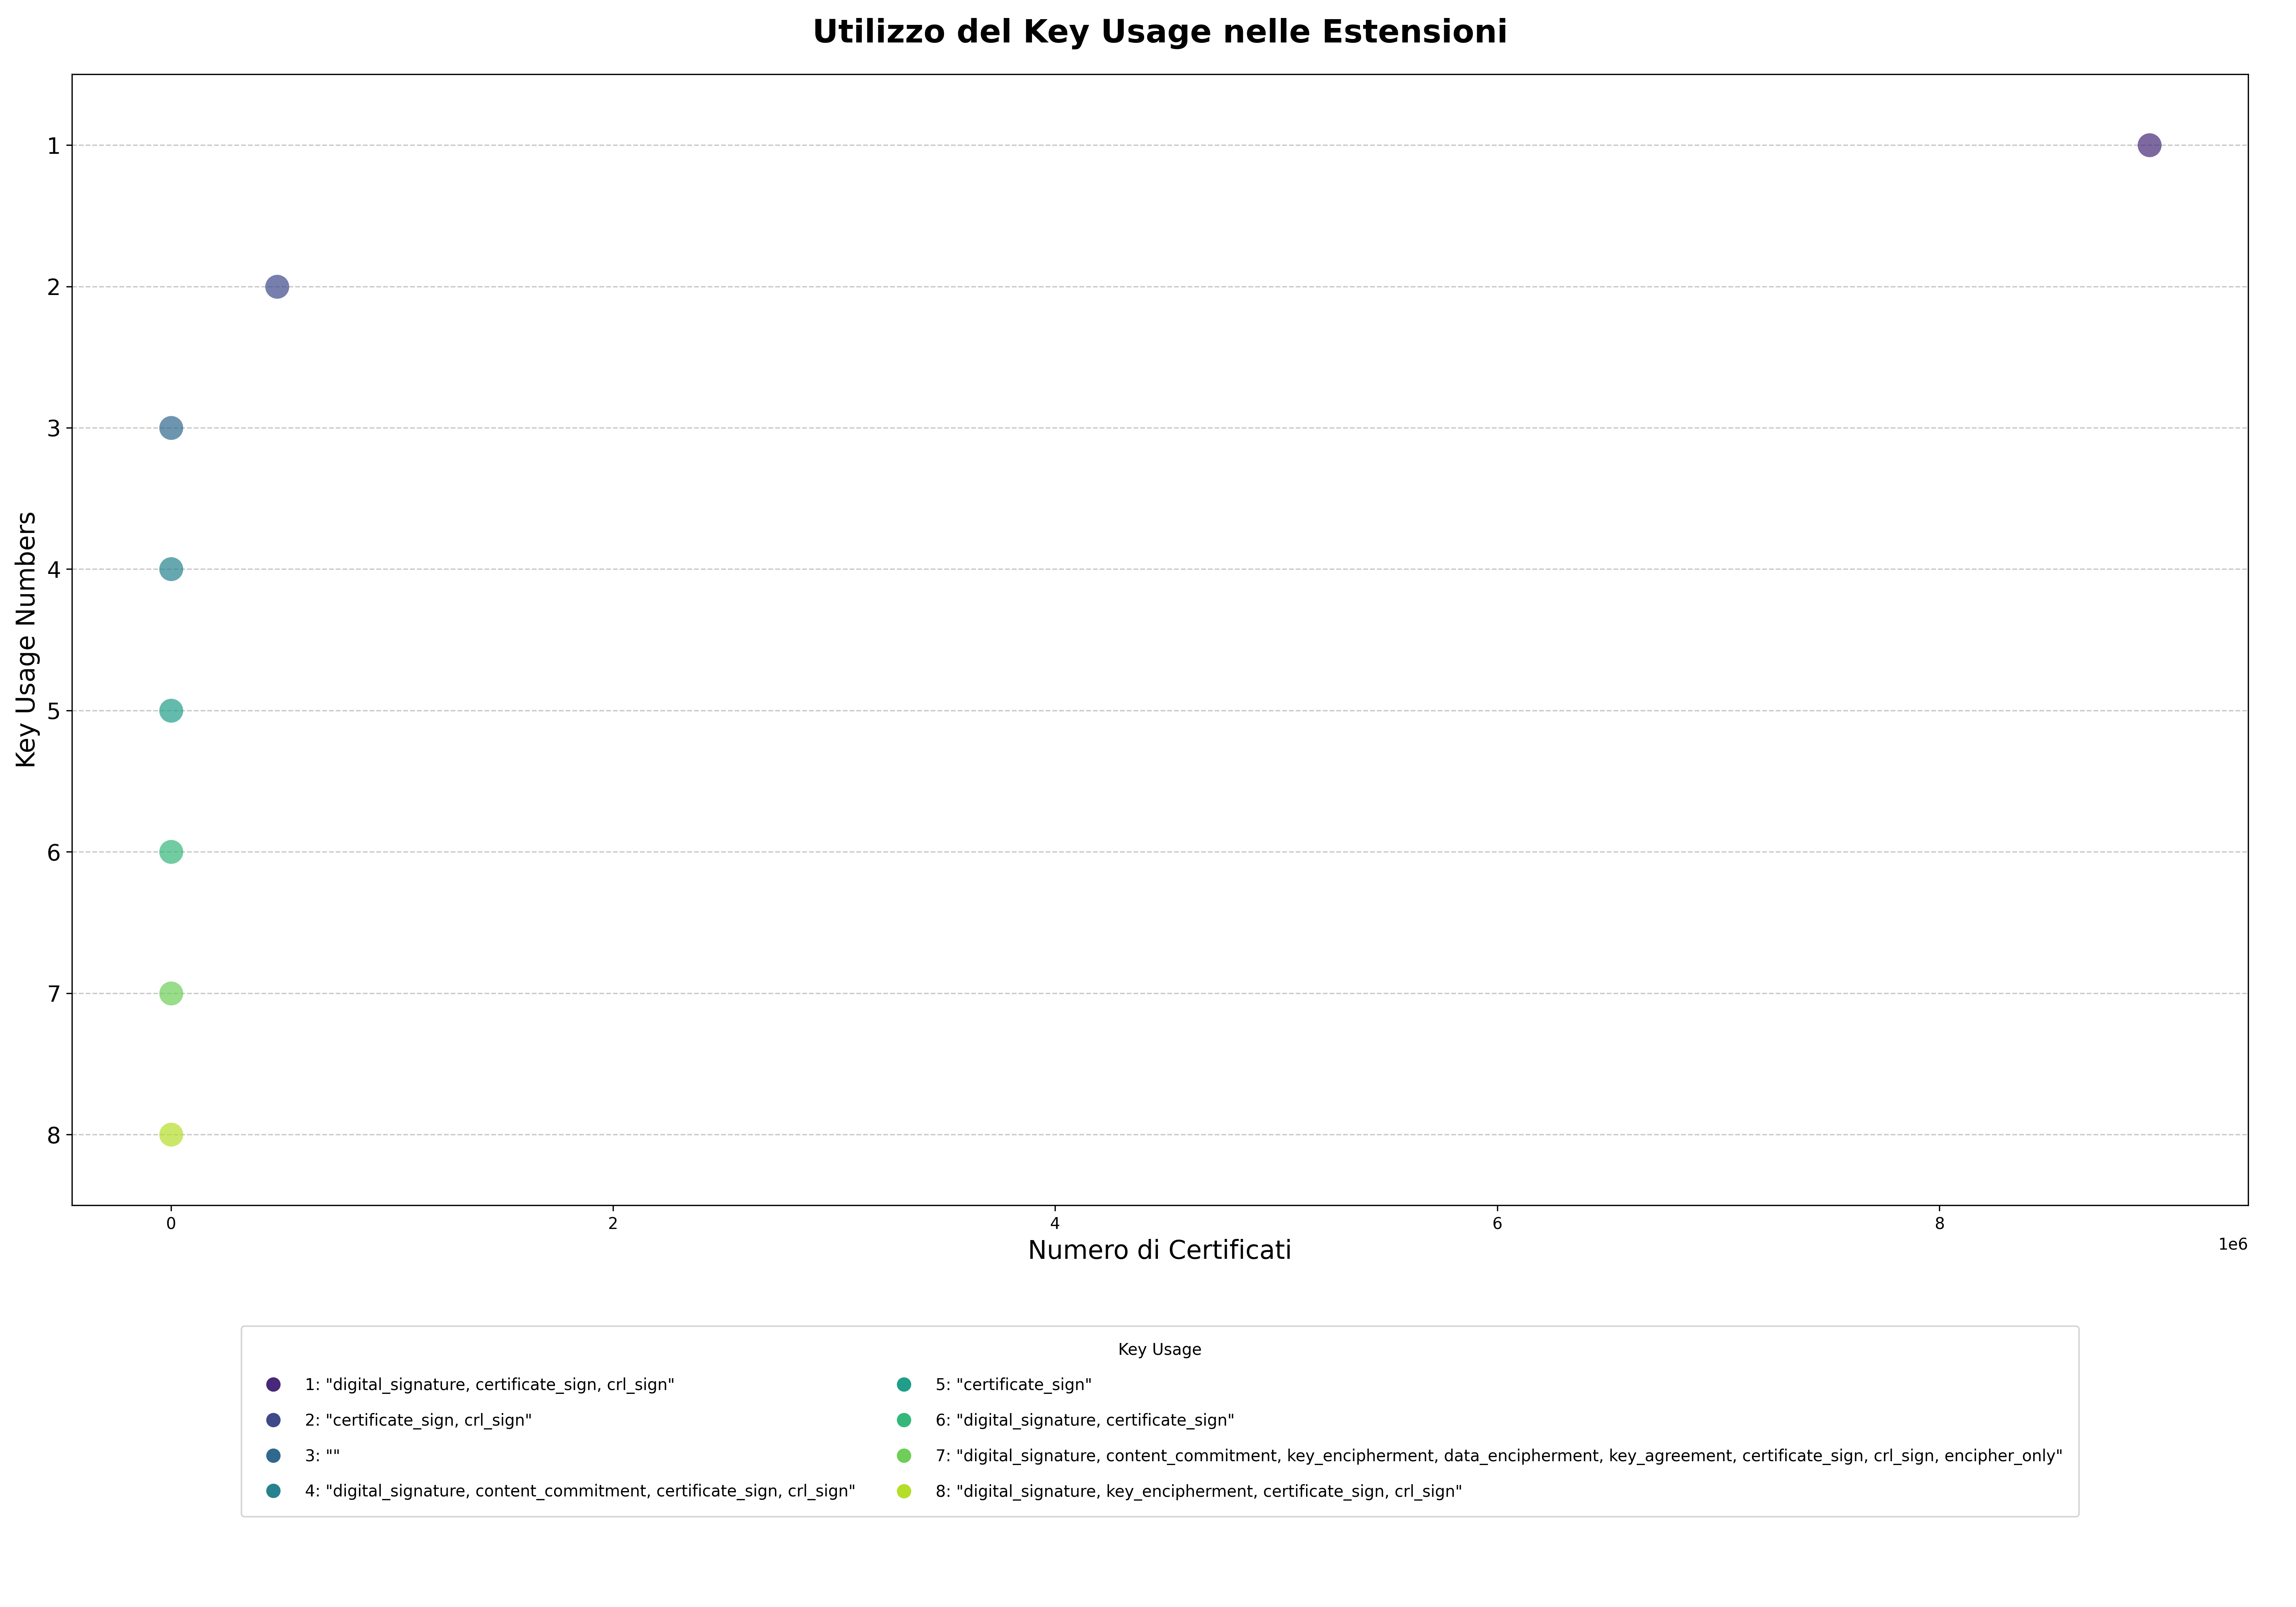 Utilizzo del Key Usage nelle Estensioni
Key Usage Numbers
1
2
3
4
5
6
7
8
0 2 4 6 8
1e6
Numero di Certificati
Key Usage
1: "digital_signature, certificate_sign, crl_sign"
2: "certificate_sign, crl_sign"
3: ""
4: "digital_signature, content_commitment, certificate_sign, crl_sign"
5: "certificate_sign"
6: "digital_signature, certificate_sign"
7: "digital_signature, content_commitment, key_encipherment, data_encipherment, key_agreement, certificate_sign, crl_sign, encipher_only"
8: "digital_signature, key_encipherment, certificate_sign, crl_sign"